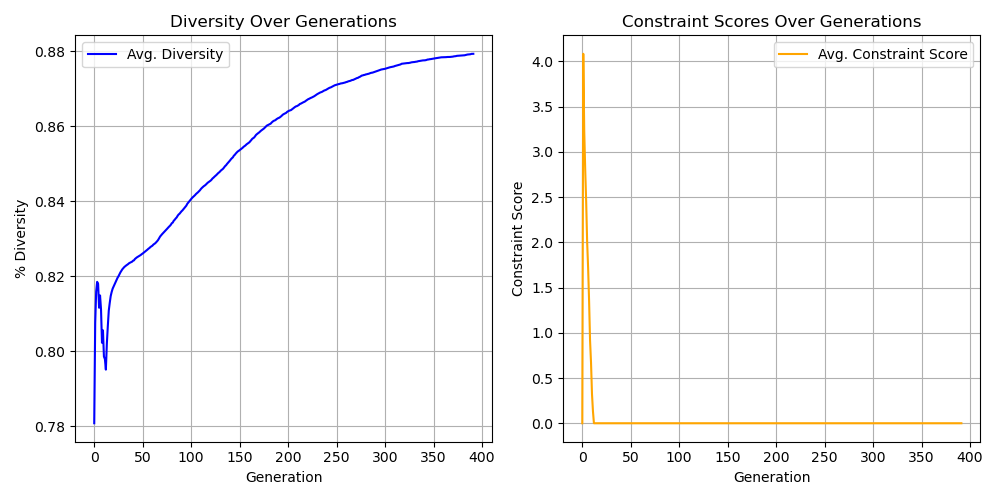 Diversity Over Generations
Avg. Diversity
% Diversity
0.88
0.86
0.84
0.82
0.80
0.78
0 50 100 150 200 250 300 350 400
Generation
Constraint Scores Over Generations
Avg. Constraint Score
Constraint Score
4.0
3.5
3.0
2.5
2.0
1.5
1.0
0.5
0.0
0 50 100 150 200 250 300 350 400
Generation